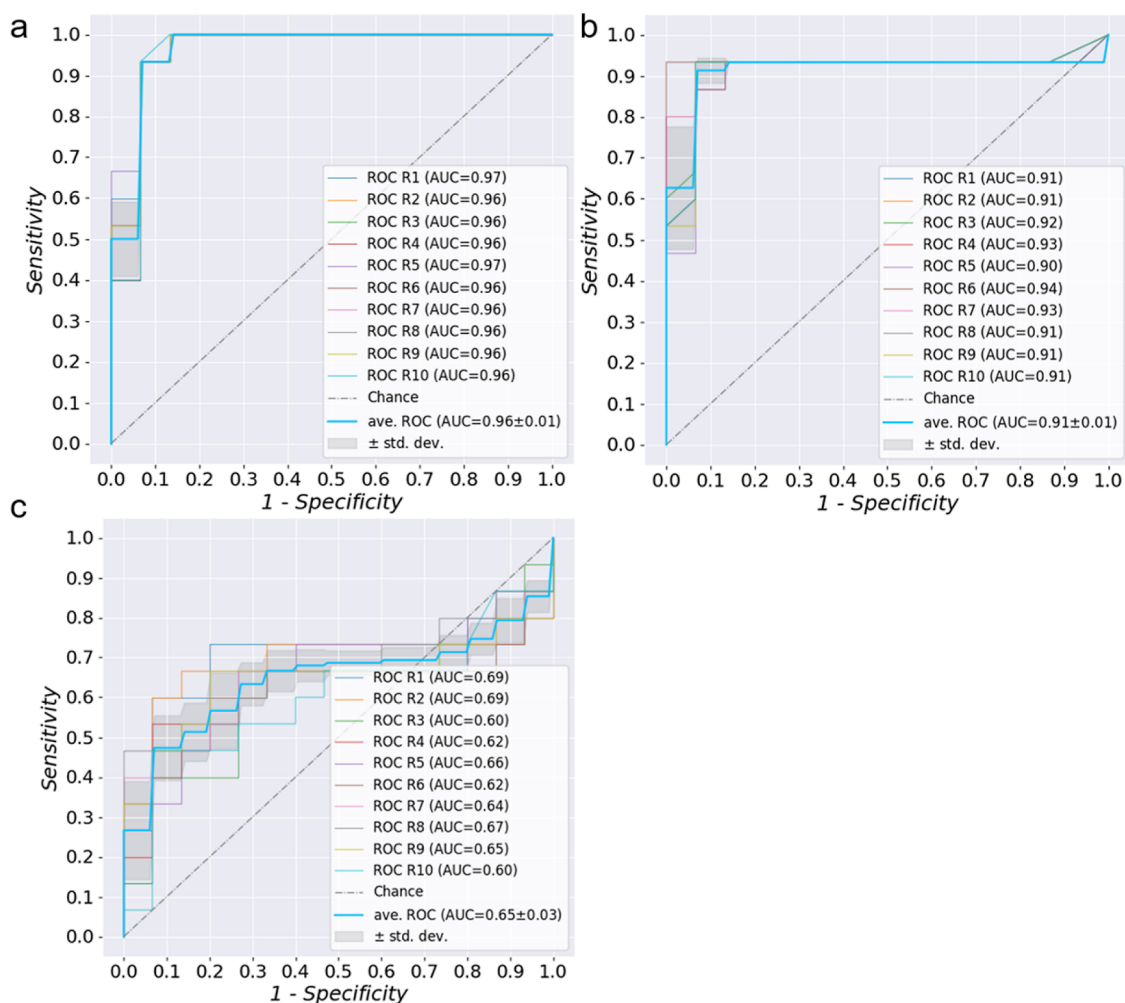 a
1.0
0.9
0.8
0.7
0.6
0.5
0.4
0.3
0.2
0.1
0.0
Sensitivity
ROC R1 (AUC=0.97)
ROC R2 (AUC=0.96)
ROC R3 (AUC=0.96)
ROC R4 (AUC=0.96)
ROC R5 (AUC=0.97)
ROC R6 (AUC=0.96)
ROC R7 (AUC=0.96)
ROC R8 (AUC=0.96)
ROC R9 (AUC=0.96)
ROC R10 (AUC=0.96)
Chance
ave. ROC (AUC=0.96±0.01)
± std. dev.
0.0 0.1 0.2 0.3 0.4 0.5 0.6 0.7 0.8 0.9 1.0
1 - Specificity
b
1.0
0.9
0.8
0.7
0.6
0.5
0.4
0.3
0.2
0.1
0.0
Sensitivity
ROC R1 (AUC=0.91)
ROC R2 (AUC=0.91)
ROC R3 (AUC=0.92)
ROC R4 (AUC=0.93)
ROC R5 (AUC=0.90)
ROC R6 (AUC=0.94)
ROC R7 (AUC=0.93)
ROC R8 (AUC=0.91)
ROC R9 (AUC=0.91)
ROC R10 (AUC=0.91)
Chance
ave. ROC (AUC=0.91±0.01)
± std. dev.
0.0 0.1 0.2 0.3 0.4 0.5 0.6 0.7 0.8 0.9 1.0
1 - Specificity
c
1.0
0.9
0.8
0.7
0.6
0.5
0.4
0.3
0.2
0.1
0.0
Sensitivity
ROC R1 (AUC=0.69)
ROC R2 (AUC=0.69)
ROC R3 (AUC=0.60)
ROC R4 (AUC=0.62)
ROC R5 (AUC=0.66)
ROC R6 (AUC=0.62)
ROC R7 (AUC=0.64)
ROC R8 (AUC=0.67)
ROC R9 (AUC=0.65)
ROC R10 (AUC=0.60)
Chance
ave. ROC (AUC=0.65±0.03)
± std. dev.
0.0 0.1 0.2 0.3 0.4 0.5 0.6 0.7 0.8 0.9 1.0
1 - Specificity